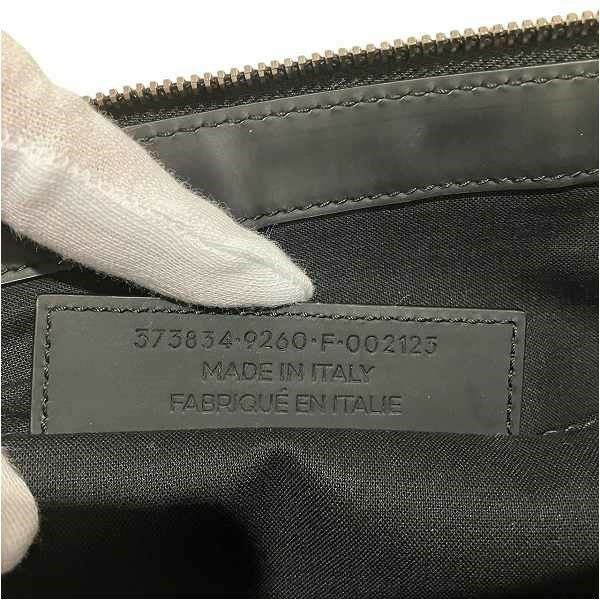 373834·9260·F·002123
MADE IN ITALY
FABRIQUÉ EN ITALIE